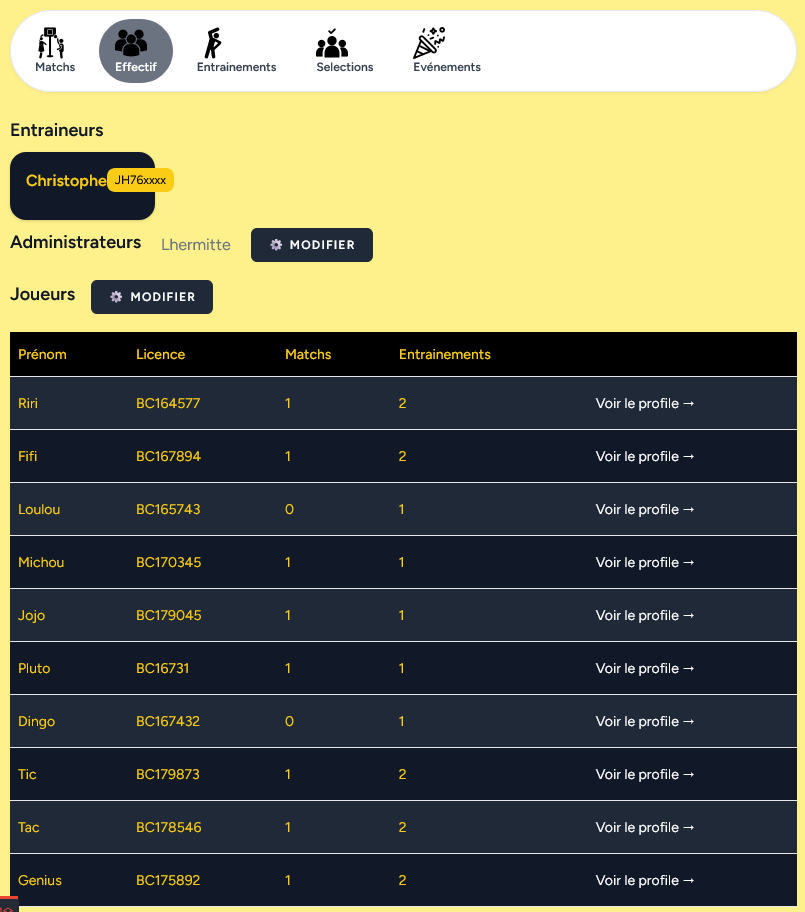 Matchs Effectif Entrainements Selections Evénements
Entraineurs
Christophe JH76xxxx
Administrateurs Lhermitte MODIFIER
Joueurs MODIFIER
Prénom Licence Matchs Entrainements
Riri BC164577 1 2 Voir le profile →
Fifi BC167894 1 2 Voir le profile →
Loulou BC165743 0 1 Voir le profile →
Michou BC170345 1 1 Voir le profile →
Jojo BC179045 1 1 Voir le profile →
Pluto BC16731 1 1 Voir le profile →
Dingo BC167432 0 1 Voir le profile →
Tic BC179873 1 2 Voir le profile →
Tac BC178546 1 2 Voir le profile →
Genius BC175892 1 2 Voir le profile →